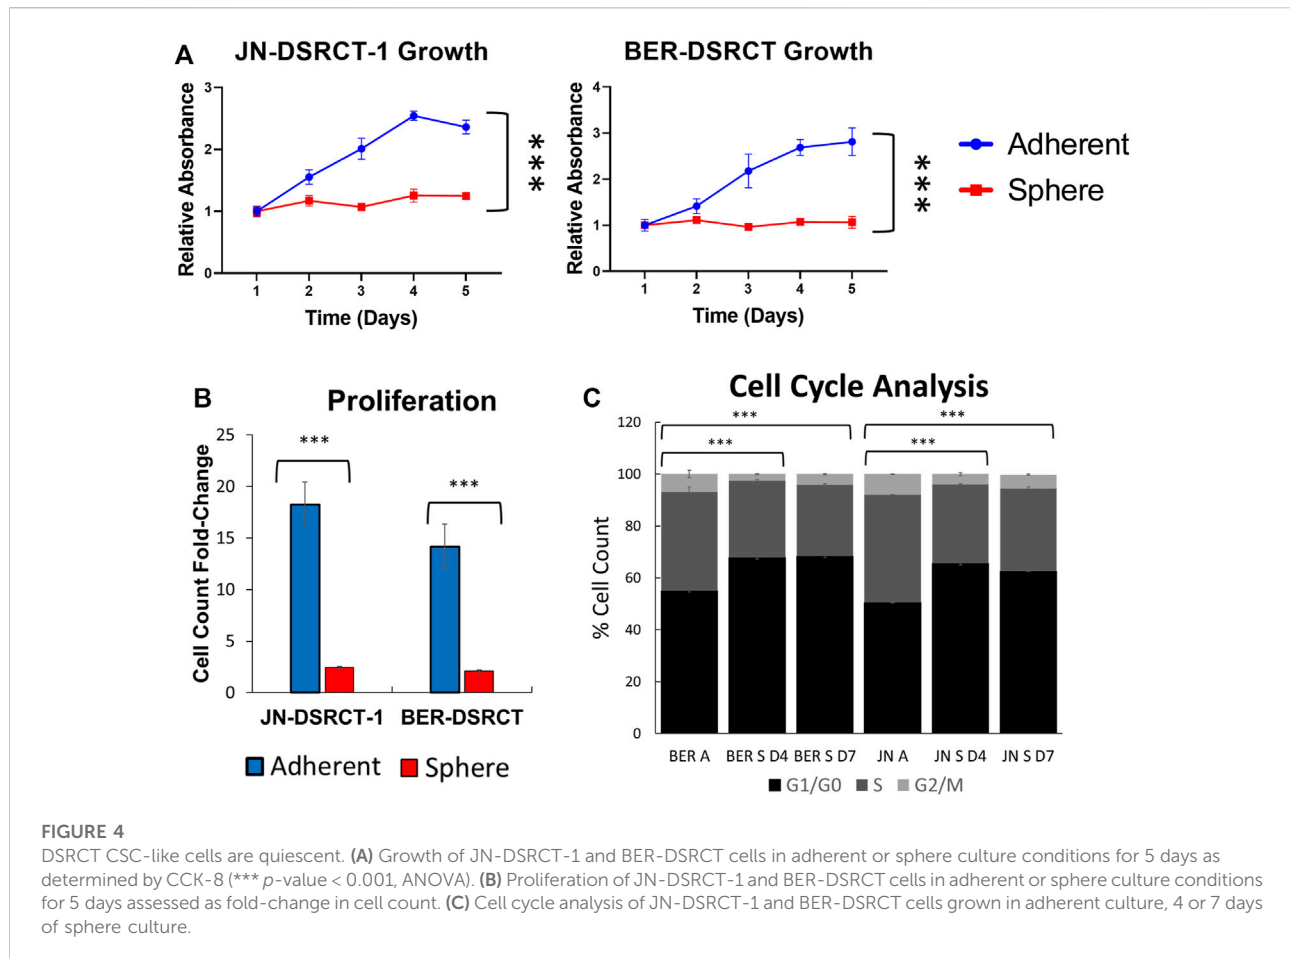 A
JN-DSRCT-1 Growth
Relative Absorbance
3
2
1
0
1 2 3 4 5
Time (Days)
***
BER-DSRCT Growth
Relative Absorbance
4
3
2
1
0
1 2 3 4 5
Time (Days)
***
Adherent
Sphere
B
Proliferation
Cell Count Fold-Change
25
20
15
10
5
0
***
***
JN-DSRCT-1 BER-DSRCT
Adherent Sphere
C
Cell Cycle Analysis
% Cell Count
120
100
80
60
40
20
0
*** ***
*** ***
BER A BER S D4 BER S D7 JN A JN S D4 JN S D7
G1/G0 S G2/M
FIGURE 4
DSRCT CSC-like cells are quiescent. (A) Growth of JN-DSRCT-1 and BER-DSRCT cells in adherent or sphere culture conditions for 5 days as
determined by CCK-8 (*** p-value < 0.001, ANOVA). (B) Proliferation of JN-DSRCT-1 and BER-DSRCT cells in adherent or sphere culture conditions
for 5 days assessed as fold-change in cell count. (C) Cell cycle analysis of JN-DSRCT-1 and BER-DSRCT cells grown in adherent culture, 4 or 7 days
of sphere culture.